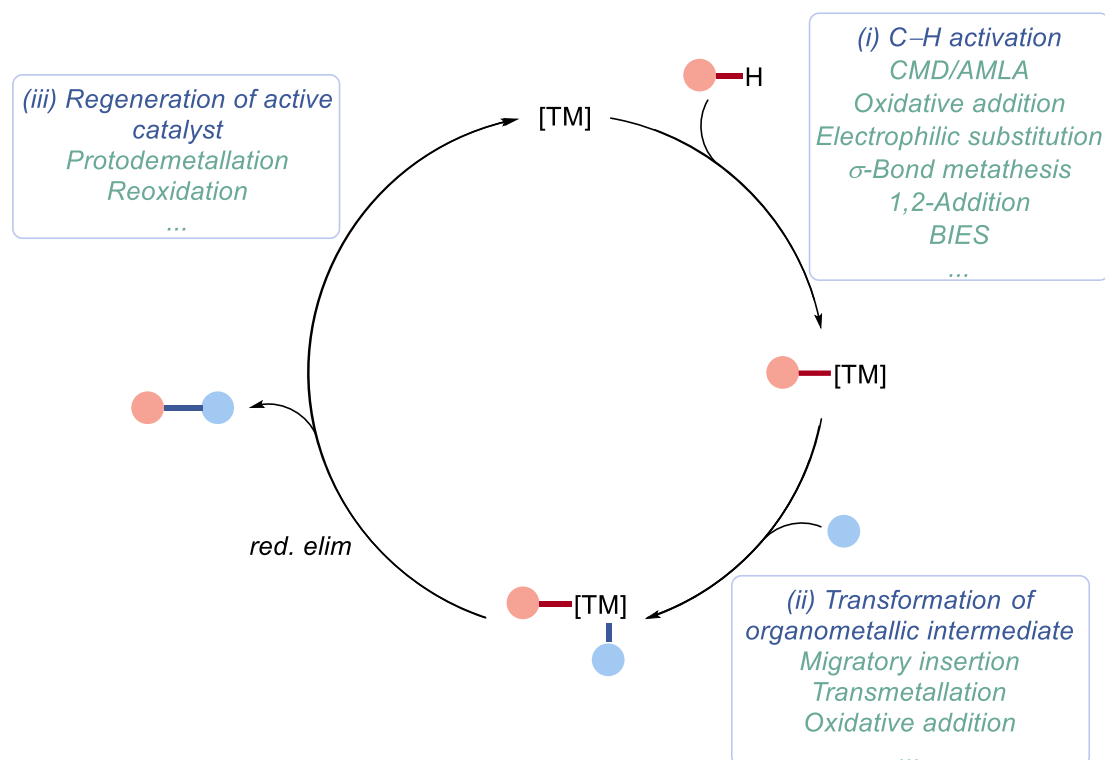 (i) C–H activation
CMD/AMLA
Oxidative addition
Electrophilic substitution
σ-Bond metathesis
1,2-Addition
BIES
...
H
[TM]
(iii) Regeneration of active
catalyst
Protodemetallation
Reoxidation
...
[TM]
red. elim
[TM]
(ii) Transformation of
organometallic intermediate
Migratory insertion
Transmetallation
Oxidative addition
...